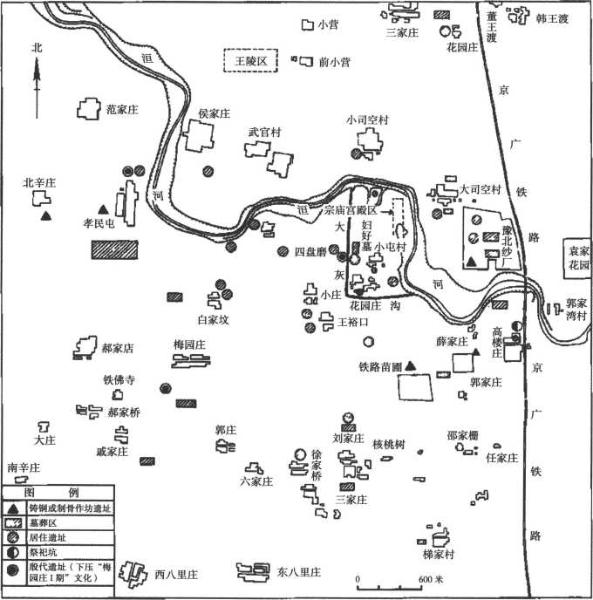 小营
三家庄
花园庄
董王渡
韩王渡
北
洹
王陵区
前小营
京
范家庄
侯家庄
武官村
小司空村
广
铁
北辛庄
大司空村
河
孝民屯
洹
宗庙宫殿区
大
妇好墓
路
豫北纱厂
四盘磨
小屯村
袁家花园
灰
河
小庄
花园庄
沟
郭家湾村
白家坟
王裕口
薛家庄
高楼庄
郝家店
梅园庄
铁路苗圃
京
铁佛寺
郭家庄
郝家桥
广
大庄
戚家庄
郭庄
刘家庄
核桃树
邵家棚
任家庄
徐家桥
铁
南辛庄
六家庄
三家庄
图 例
铸铜或制骨作坊遗址
墓葬区
居住遗址
祭祀坑
殷代遗址(下压“梅园庄Ⅰ期”文化)
路
梯家村
西八里庄
东八里庄
0 600 米